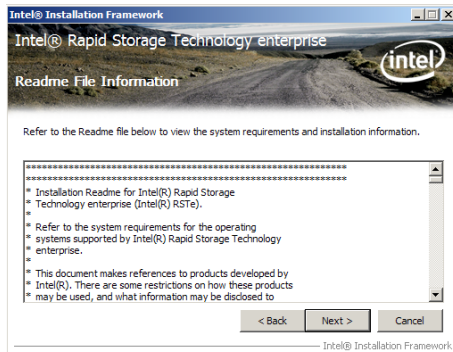 Intel® Installation Framework
Intel® Rapid Storage Technology enterprise
(intel)
Readme File Information
Refer to the Readme file below to view the system requirements and installation information.
************************************************************
************************************************************
* Installation Readme for Intel(R) Rapid Storage
* Technology enterprise (Intel(R) RSTe).
*
* Refer to the system requirements for the operating
* systems supported by Intel(R) Rapid Storage Technology
* enterprise.
*
* This document makes references to products developed by
* Intel(R). There are some restrictions on how these products
* may be used, and what information may be disclosed to
< Back
Next >
Cancel
Intel® Installation Framework